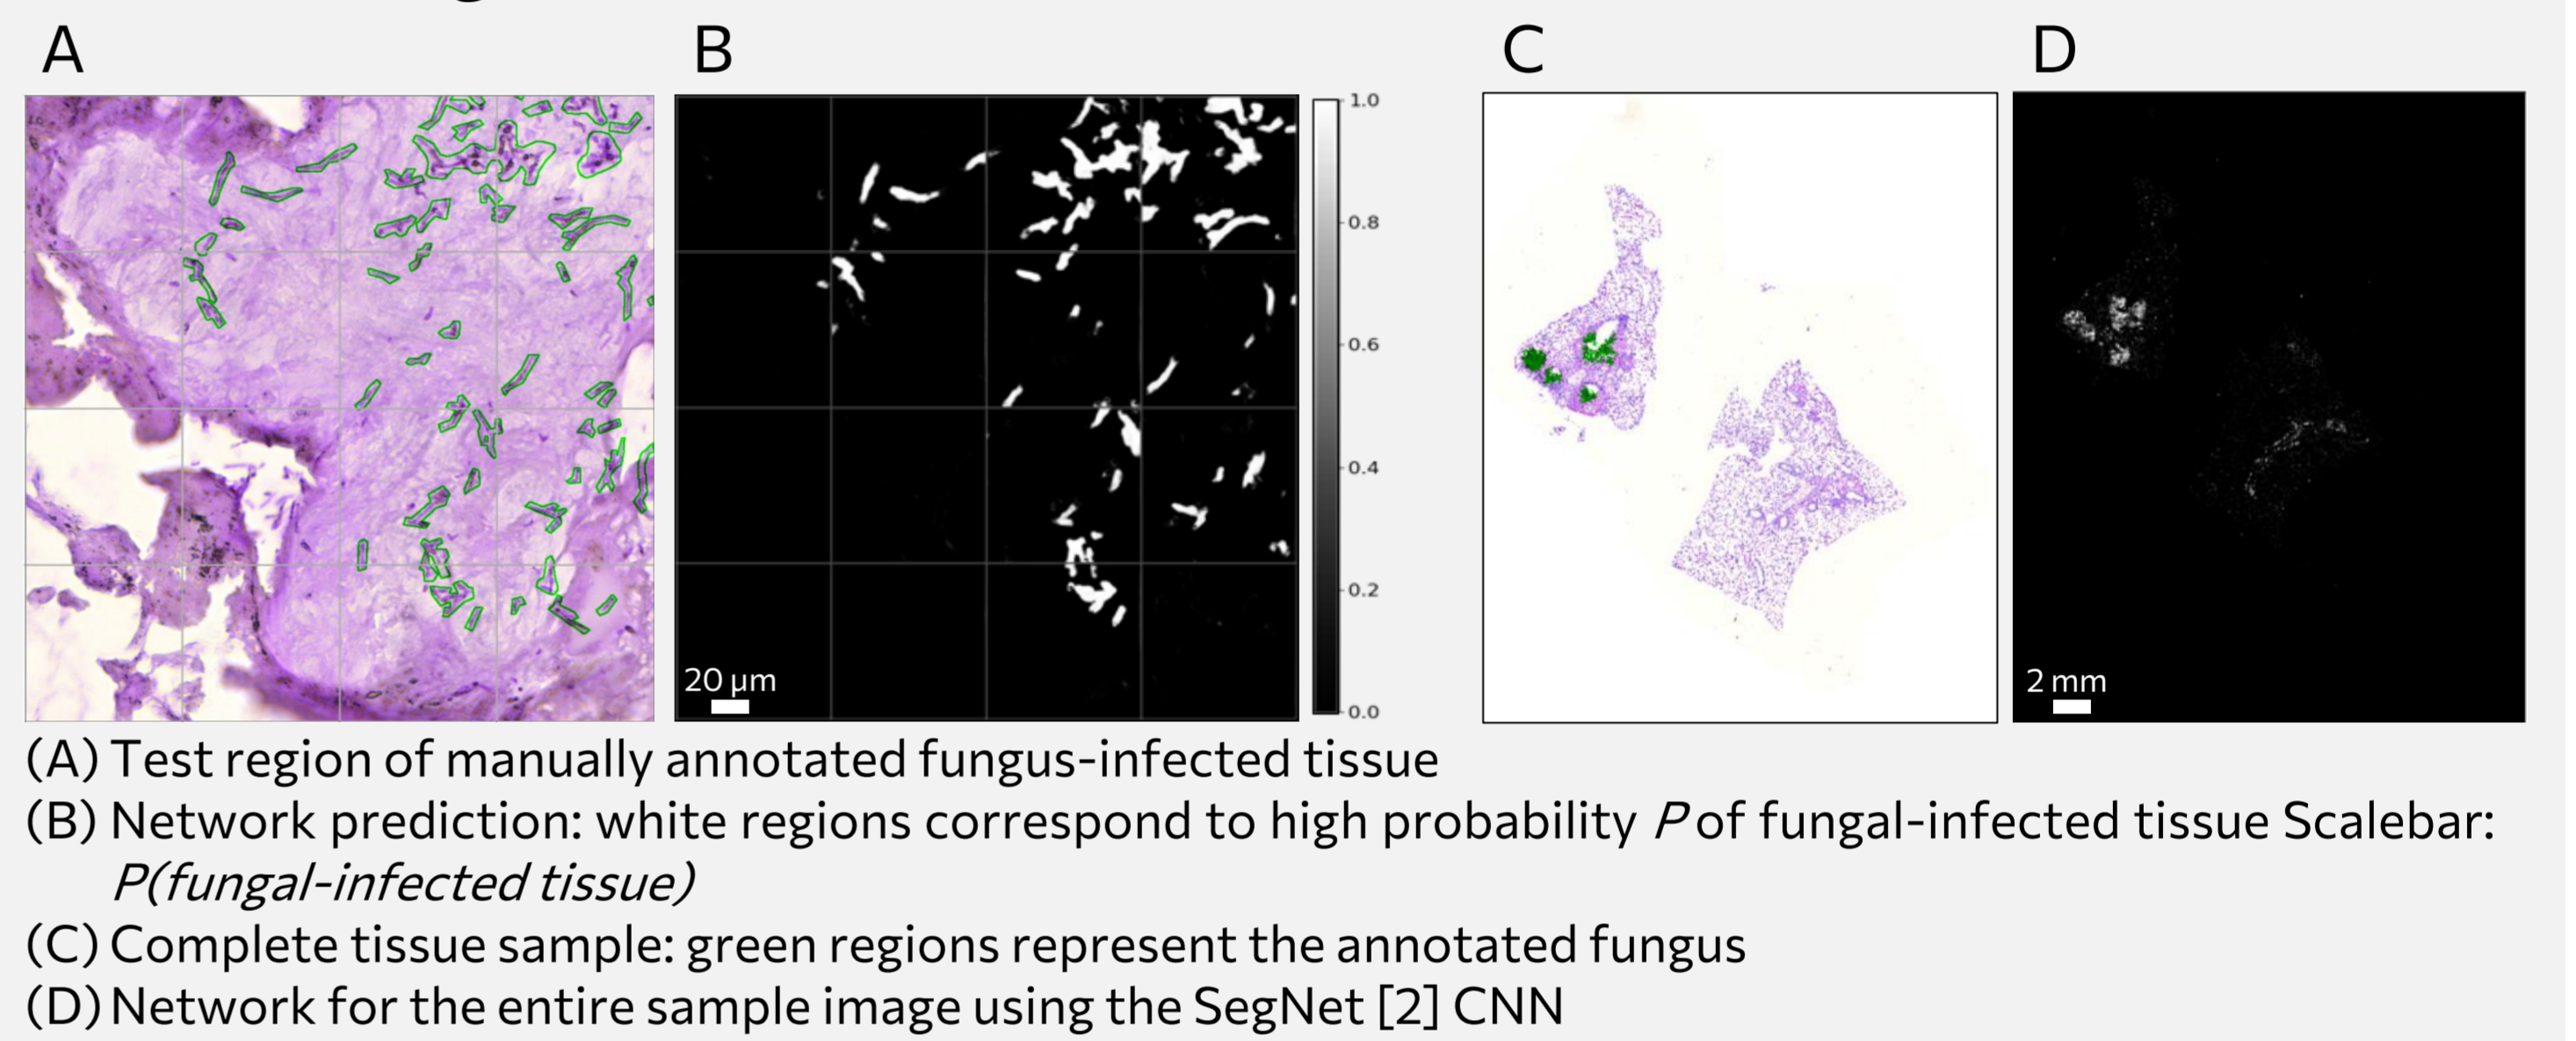 A
B
C
D
1.0
0.8
0.6
0.4
0.2
0.0
20 µm
2 mm
(A) Test region of manually annotated fungus-infected tissue
(B) Network prediction: white regions correspond to high probability P of fungal-infected tissue Scalebar:
P(fungal-infected tissue)
(C) Complete tissue sample: green regions represent the annotated fungus
(D) Network for the entire sample image using the SegNet [2] CNN